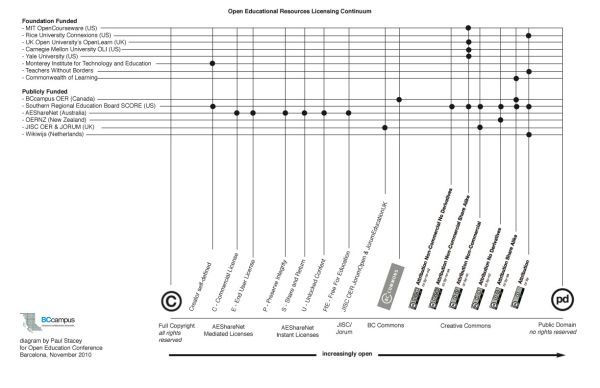 Open Educational Resources Licensing Continuum
Foundation Funded
- MIT OpenCourseware (US)
- Rice University Connexions (US)
- UK Open University's OpenLearn (UK)
- Carnegie Mellon University OLI (US)
- Yale University (US)
- Monterey Institute for Technology and Education
- Teachers Without Borders
- Commonwealth of Learning
Publicly Funded
- BCcampus OER (Canada)
- Southern Regional Education Board SCORE (US)
- AEShareNet (Australia)
- OERNZ (New Zealand)
- JISC OER & JORUM (UK)
- Wikwijs (Netherlands)
Creator self-defined
C - Commercial License
E - End User License
P - Preserve Integrity
S - Share and Return
U - Unlocked Content
FfE - Free For Education
JISC OER JorumOpen & JorumEducationUK
BC COMMONS
Attribution Non-Commercial No Derivatives
Attribution Non-Commercial Share Alike
Attribution Non-Commercial
Attribution No Derivatives
Attribution Share Alike
Attribution
©
pd
Full Copyright
all rights
reserved
AEShareNet
Mediated Licenses
AEShareNet
Instant Licenses
JISC/
Jorum
BC Commons
Creative Commons
Public Domain
no rights reserved
increasingly open
BCcampus
diagram by Paul Stacey
for Open Education Conference
Barcelona, November 2010